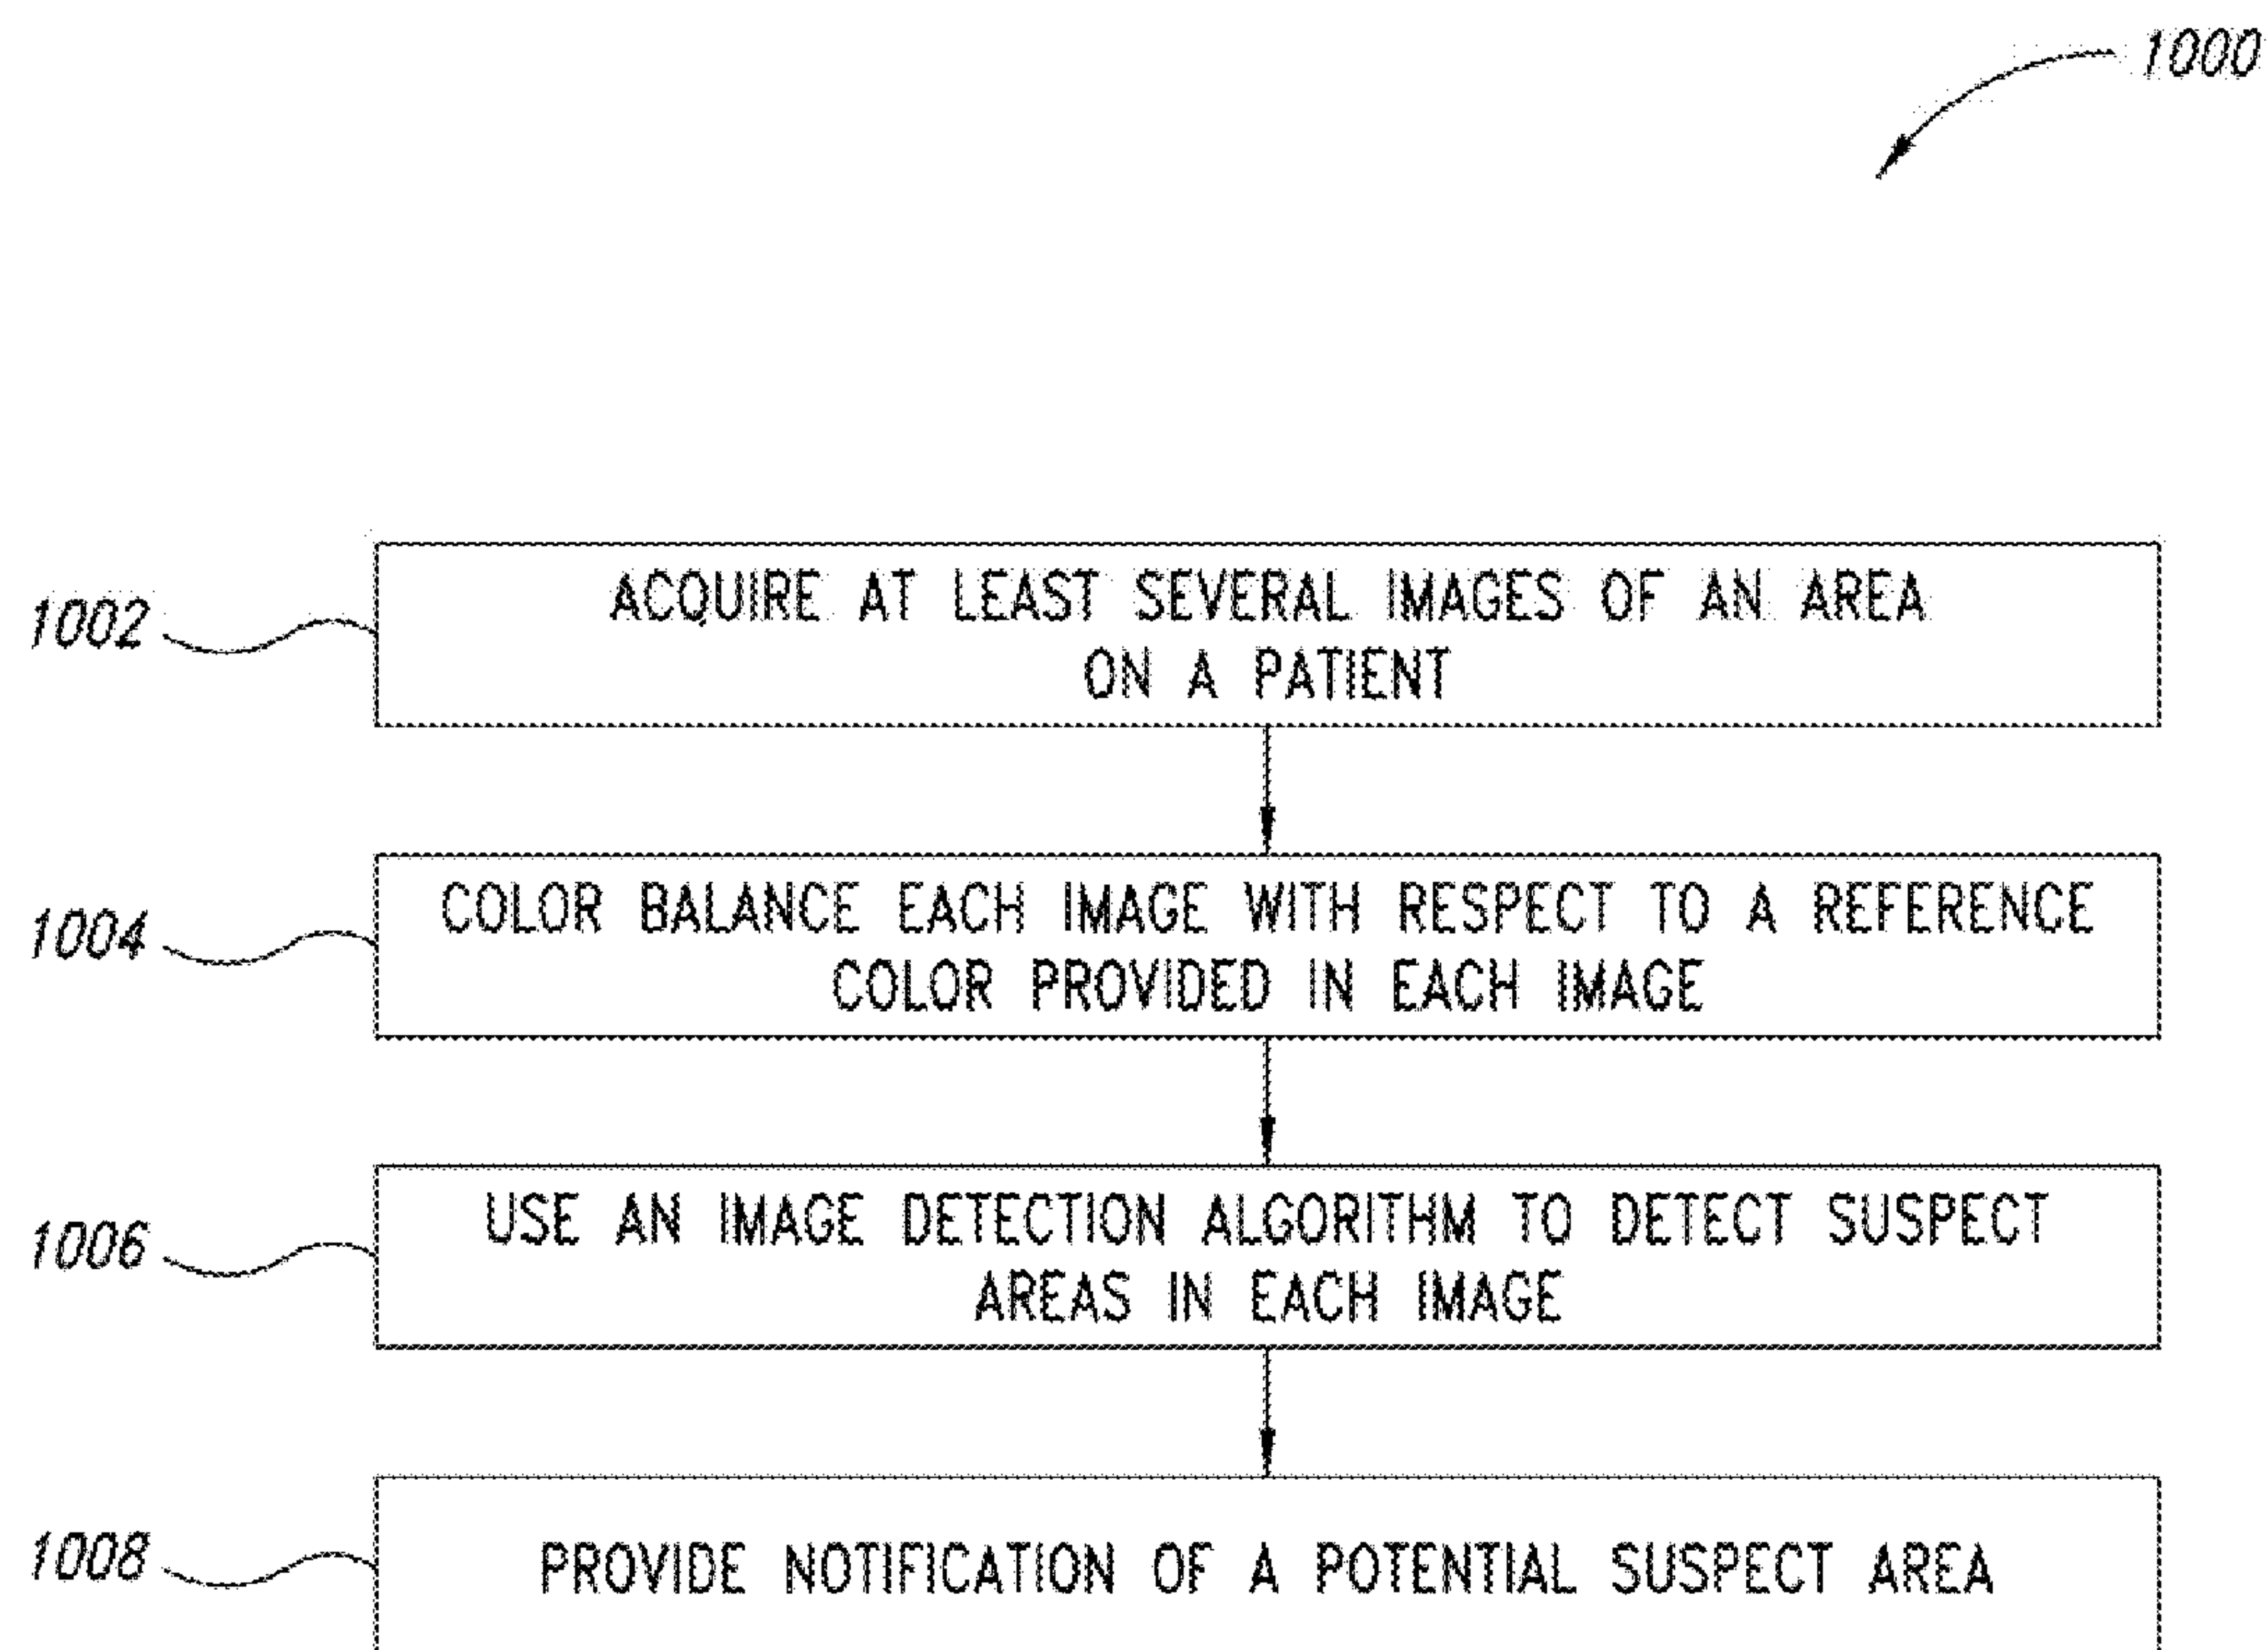 1000
1002
ACQUIRE AT LEAST SEVERAL IMAGES OF AN AREA
ON A PATIENT
1004
COLOR BALANCE EACH IMAGE WITH RESPECT TO A REFERENCE
COLOR PROVIDED IN EACH IMAGE
1006
USE AN IMAGE DETECTION ALGORITHM TO DETECT SUSPECT
AREAS IN EACH IMAGE
1008
PROVIDE NOTIFICATION OF A POTENTIAL SUSPECT AREA